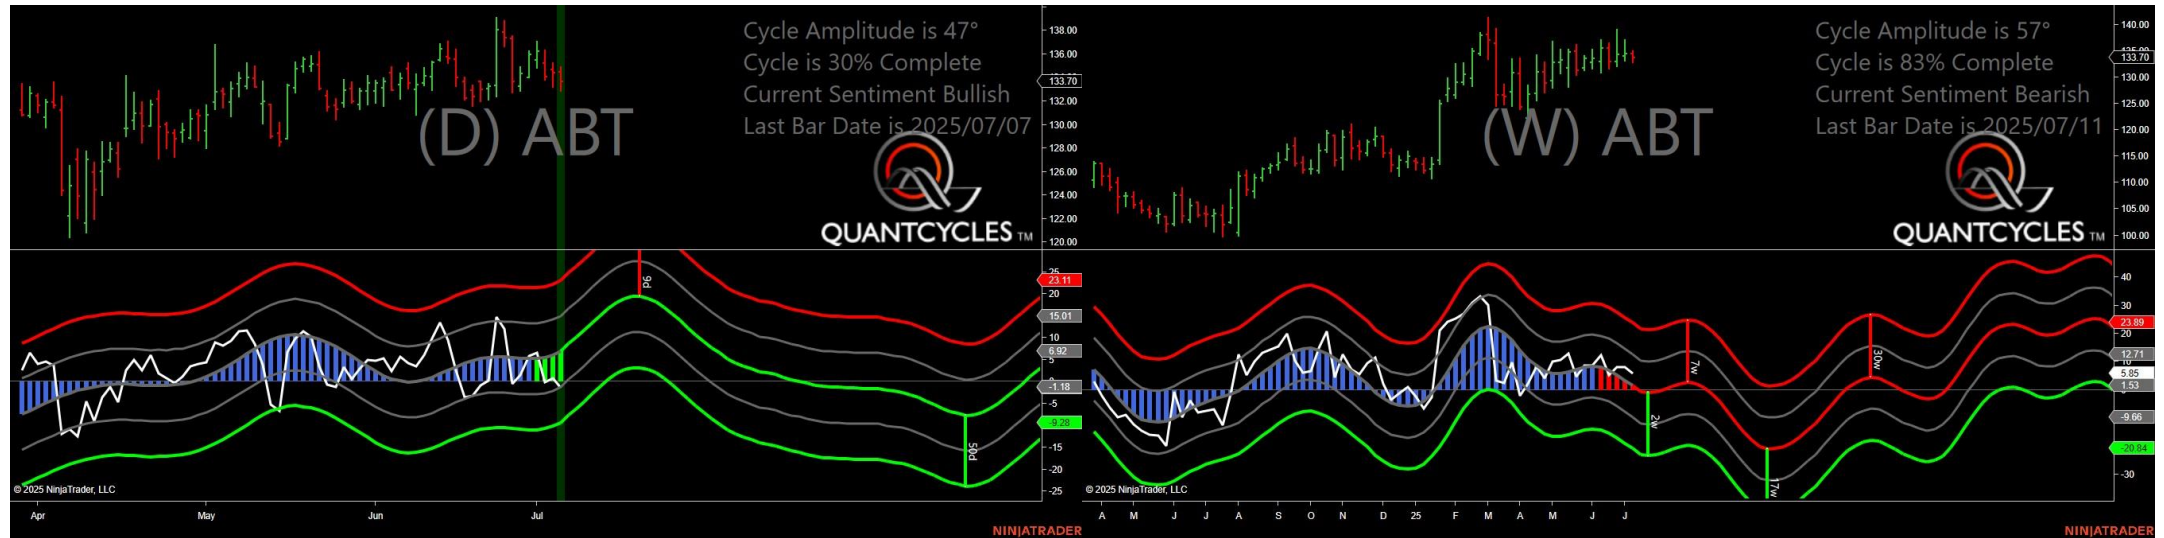 Cycle Amplitude is 47°
Cycle is 30% Complete
Current Sentiment Bullish
Last Bar Date is 2025/07/07
(D) ABT
QUANTCYCLES TM
138.00
136.00
133.70
132.00
130.00
128.00
126.00
124.00
122.00
120.00
25
23.11
20
15.01
10
6.92
5
-1.18
-5
-9.28
-15
-20
-25
9d
50d
© 2025 NinjaTrader, LLC
Apr May Jun Jul
NINJATRADER
Cycle Amplitude is 57°
Cycle is 83% Complete
Current Sentiment Bearish
Last Bar Date is 2025/07/11
(W) ABT
QUANTCYCLES TM
140.00
133.70
130.00
125.00
120.00
115.00
110.00
105.00
100.00
40
30
23.89
20
12.71
5.85
1.53
-9.66
-20.84
-30
7w
2w
17w
30w
© 2025 NinjaTrader, LLC
A M J J A S O N D 25 F M A M J J
NINJATRADER